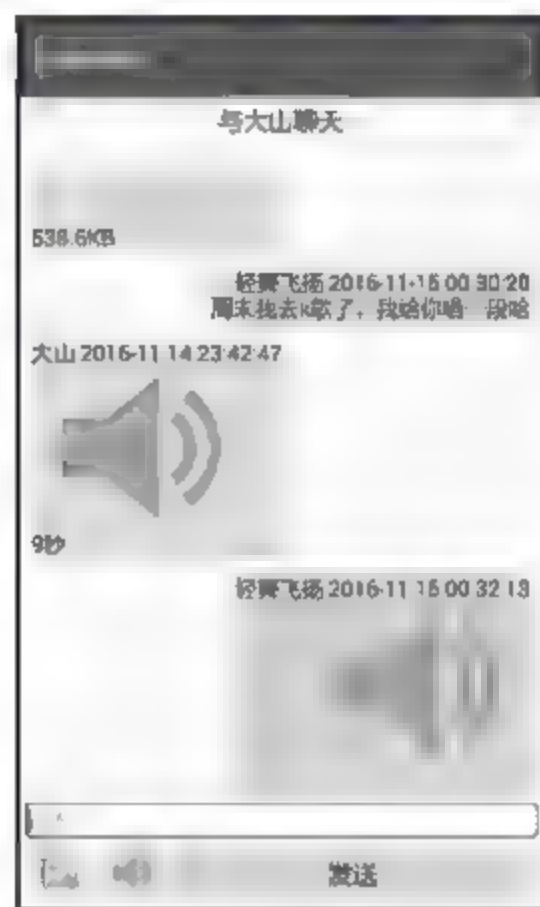 与大山聊天
538.6KB
轻舞飞扬 2016-11-15 00:30:20
周末我去k歌了，我给你唱一段哈
大山 2016-11-14 23:42:47
9秒
轻舞飞扬 2016-11-15 00:32:13
发送